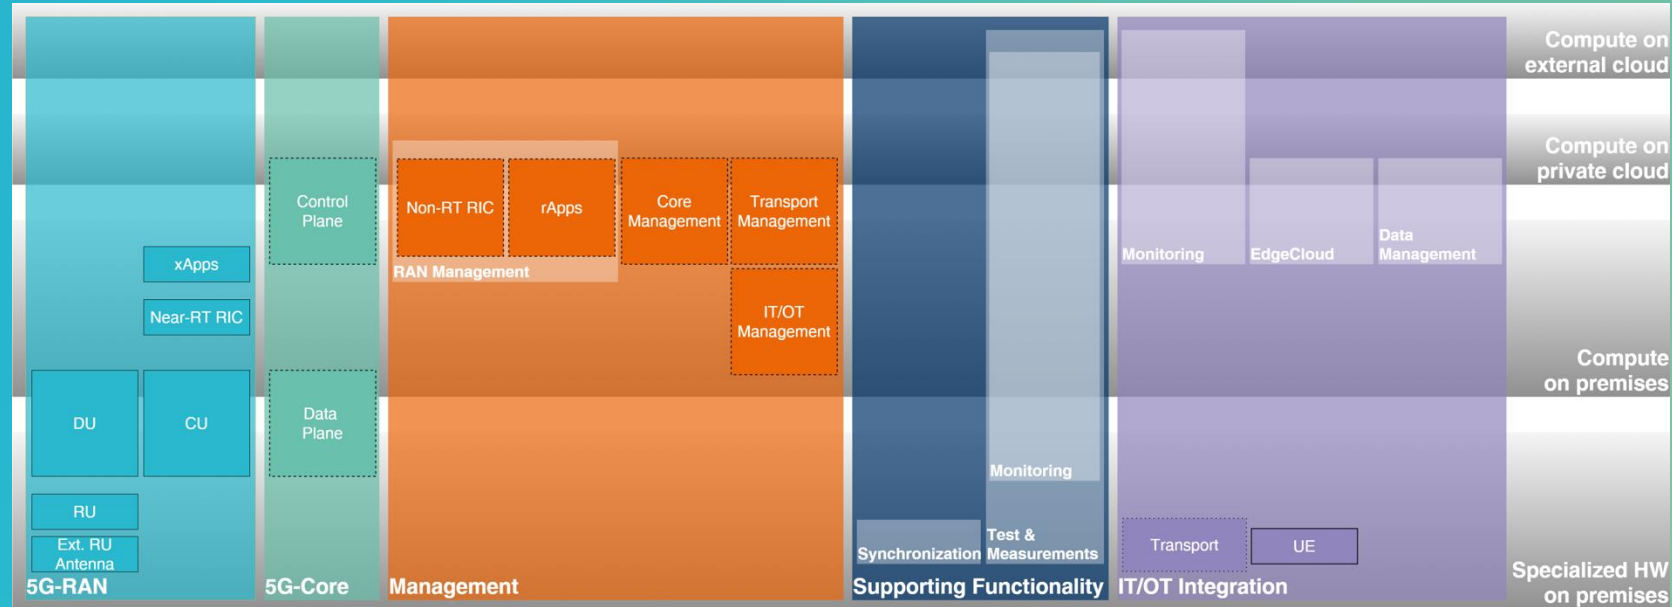 Compute on
external cloud
Compute on
private cloud
Control
Plane
Non-RT RIC
rApps
Core
Management
Transport
Management
RAN Management
Monitoring
EdgeCloud
Data
Management
xApps
Near-RT RIC
IT/OT
Management
Compute
on premises
DU
CU
Data
Plane
Monitoring
RU
Ext. RU
Antenna
Synchronization
Test &
Measurements
Transport
UE
5G-RAN
5G-Core
Management
Supporting Functionality
IT/OT Integration
Specialized HW
on premises